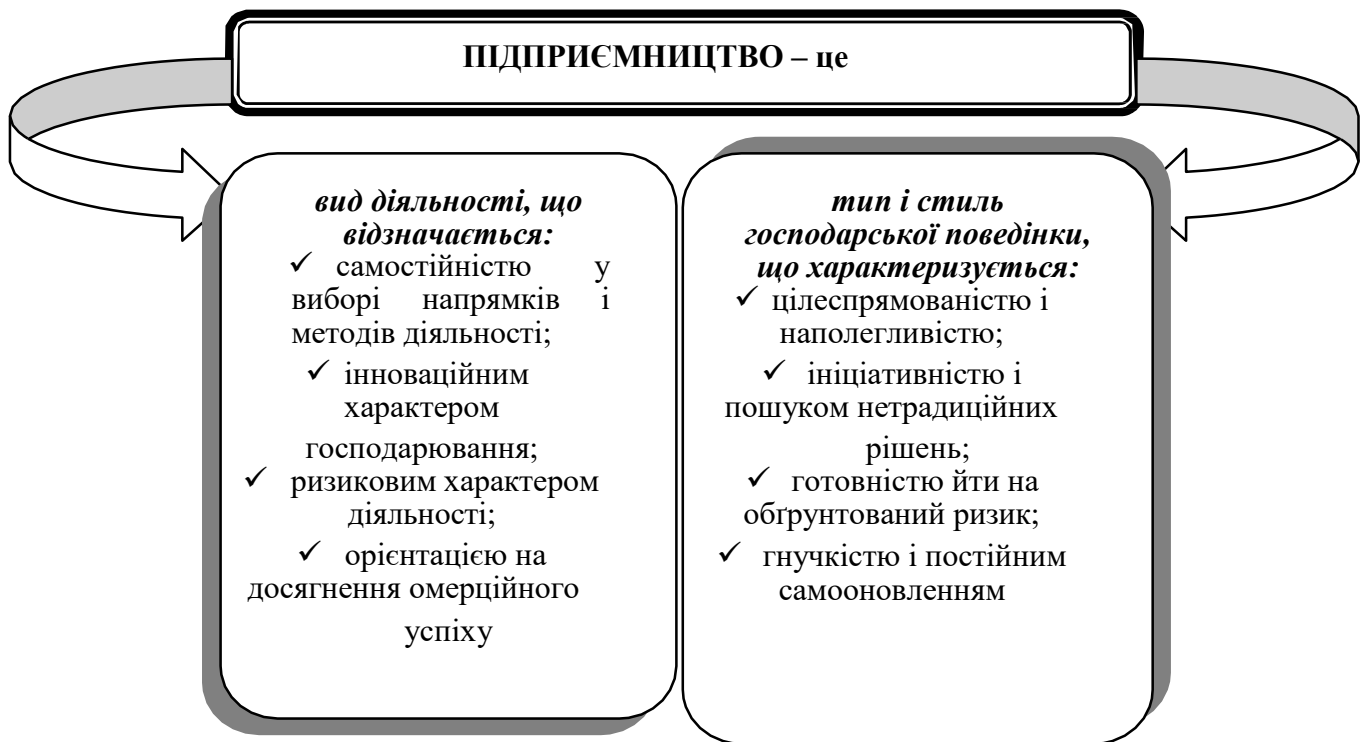 ПІДПРИЄМНИЦТВО – це
вид діяльності, що
відзначається:
✓ самостійністю у
виборі напрямків і
методів діяльності;
✓ інноваційним
характером
господарювання;
✓ ризиковим характером
діяльності;
✓ орієнтацією на
досягнення омерційного
успіху
тип і стиль
господарської поведінки,
що характеризується:
✓ цілеспрямованістю і
наполегливістю;
✓ ініціативністю і
пошуком нетрадиційних
рішень;
✓ готовністю йти на
обґрунтований ризик;
✓ гнучкістю і постійним
самооновленням